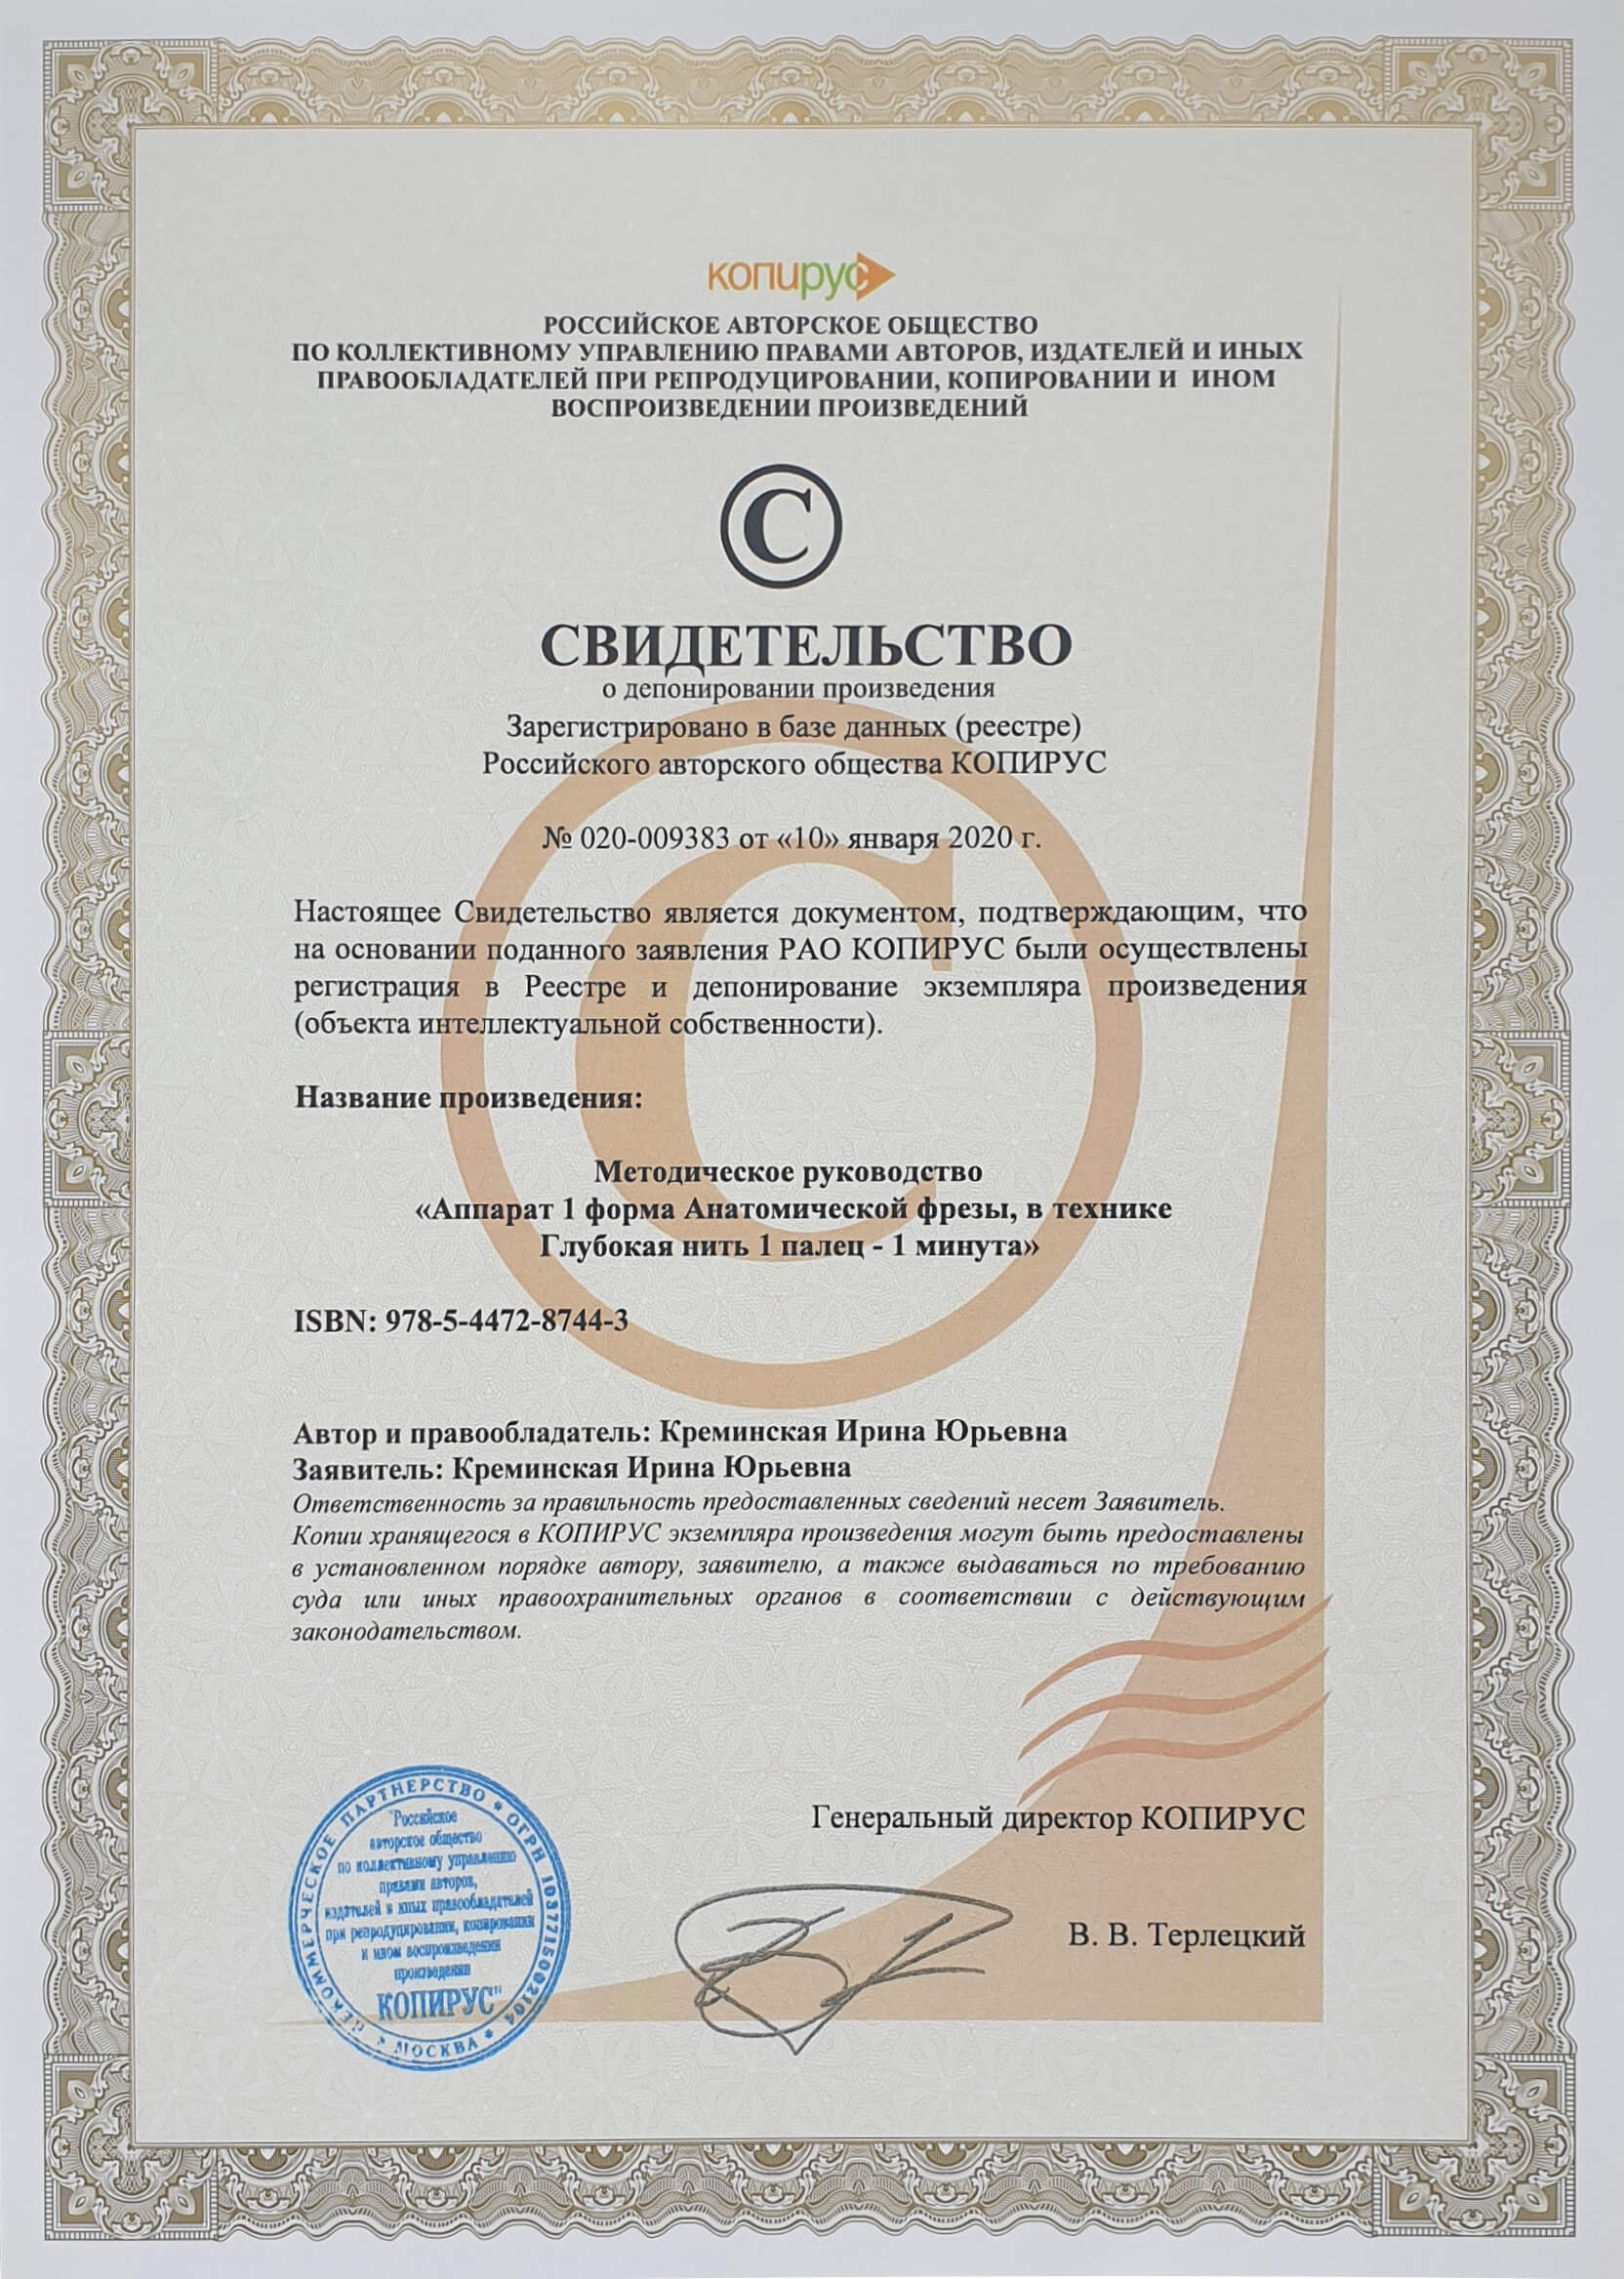 копирус
РОССИЙСКОЕ АВТОРСКОЕ ОБЩЕСТВО
ПО КОЛЛЕКТИВНОМУ УПРАВЛЕНИЮ ПРАВАМИ АВТОРОВ, ИЗДАТЕЛЕЙ И ИНЫХ
ПРАВООБЛАДАТЕЛЕЙ ПРИ РЕПРОДУЦИРОВАНИИ, КОПИРОВАНИИ И ИНОМ
ВОСПРОИЗВЕДЕНИИ ПРОИЗВЕДЕНИЙ
©
СВИДЕТЕЛЬСТВО
о депонировании произведения
Зарегистрировано в базе данных (реестре)
Российского авторского общества КОПИРУС
№ 020-009383 от «10» января 2020 г.
Настоящее Свидетельство является документом, подтверждающим, что
на основании поданного заявления РАО КОПИРУС были осуществлены
регистрация в Реестре и депонирование экземпляра произведения
(объекта интеллектуальной собственности).
Название произведения:
Методическое руководство
«Аппарат 1 форма Анатомической фрезы, в технике
Глубокая нить 1 палец - 1 минута»
ISBN: 978-5-4472-8744-3
Автор и правообладатель: Креминская Ирина Юрьевна
Заявитель: Креминская Ирина Юрьевна
Ответственность за правильность предоставленных сведений несет Заявитель.
Копии хранящегося в КОПИРУС экземпляра произведения могут быть предоставлены
в установленном порядке автору, заявителю, а также выдаваться по требованию
суда или иных правоохранительных органов в соответствии с действующим
законодательством.
Генеральный директор КОПИРУС
В. В. Терлецкий
НЕКОММЕРЧЕСКОЕ ПАРТНЕРСТВО * ОГРН 1037715002104 * МОСКВА *
"Российское
авторское общество
по коллективному управлению
правами авторов,
издателей и иных правообладателей
при репродуцировании, копировании
и ином воспроизведении
произведений
КОПИРУС"